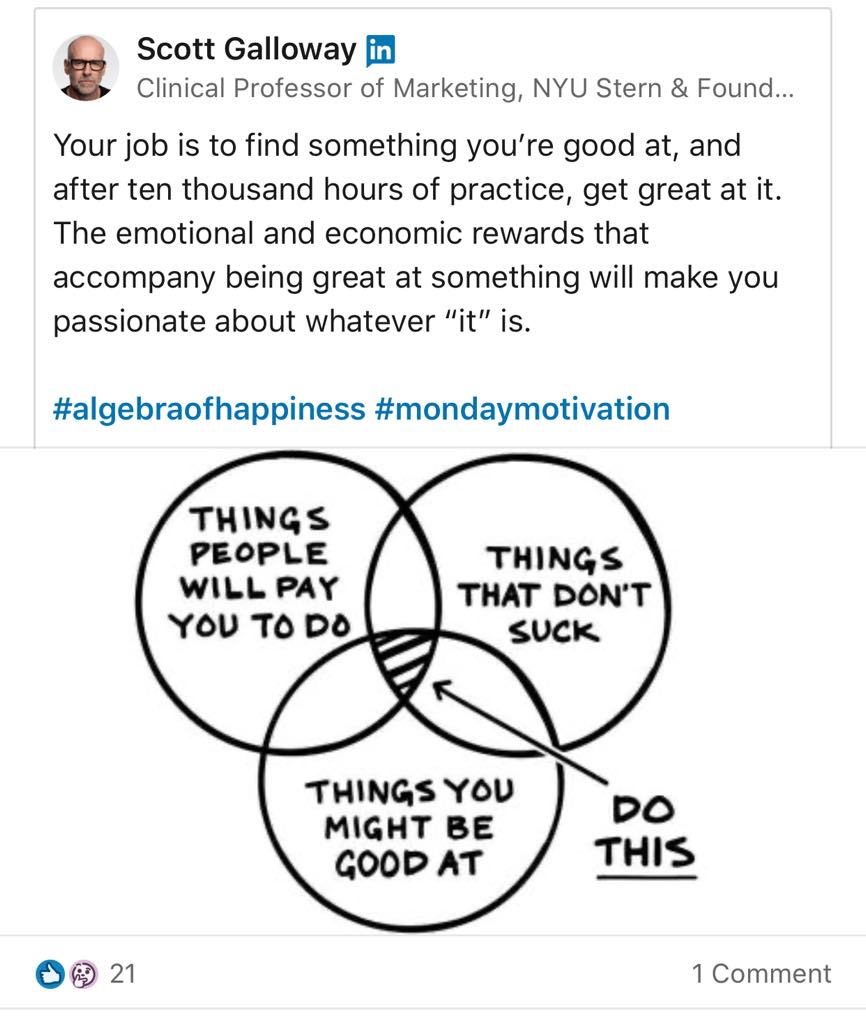 Scott Galloway in
Clinical Professor of Marketing, NYU Stern & Found...
Your job is to find something you’re good at, and
after ten thousand hours of practice, get great at it.
The emotional and economic rewards that
accompany being great at something will make you
passionate about whatever “it” is.
#algebraofhappiness #mondaymotivation
THINGS
PEOPLE
WILL PAY
YOU TO DO
THINGS
THAT DON'T
SUCK
THINGS YOU
MIGHT BE
GOOD AT
DO
THIS
21
1 Comment